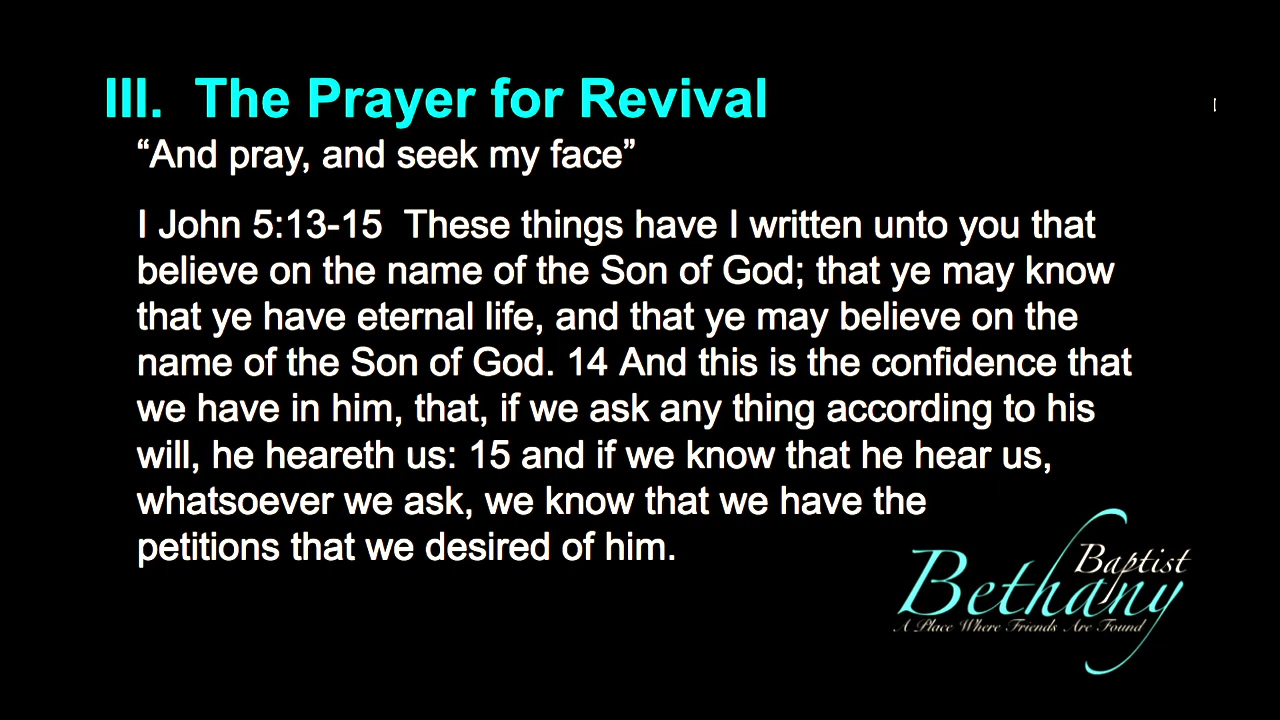 III.  The Prayer for Revival
“And pray, and seek my face”
I John 5:13-15  These things have I written unto you that
believe on the name of the Son of God; that ye may know
that ye have eternal life, and that ye may believe on the
name of the Son of God. 14 And this is the confidence that
we have in him, that, if we ask any thing according to his
will, he heareth us: 15 and if we know that he hear us,
whatsoever we ask, we know that we have the
petitions that we desired of him.
Baptist
Bethany
A Place Where Friends Are Found